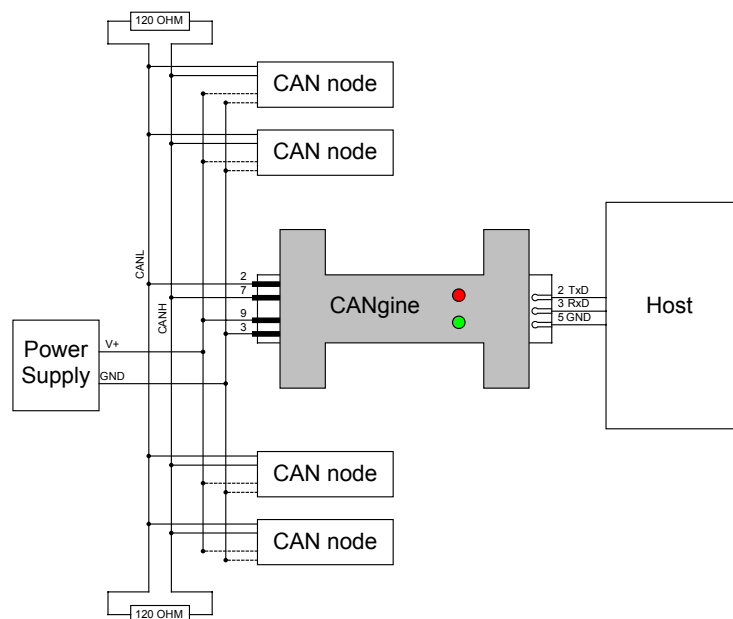 120 OHM
CAN node
CAN node
CANL
CANH
2
7
9
3
CANgine
2 TxD
3 RxD
5 GND
Host
Power
Supply
V+
GND
CAN node
CAN node
120 OHM